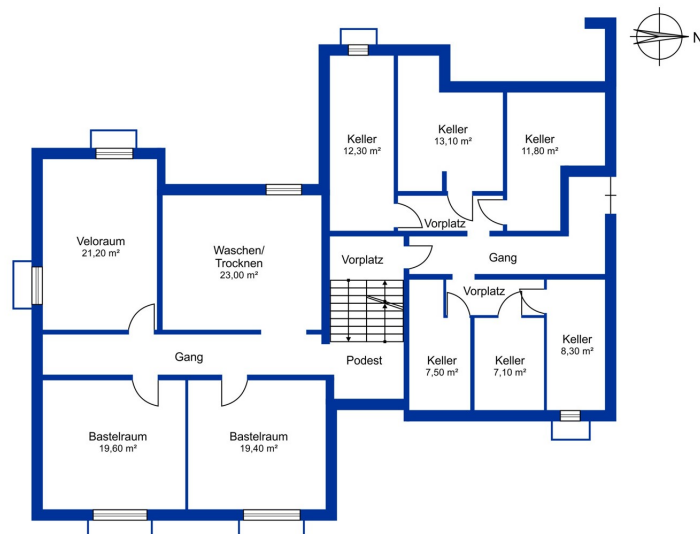 N
Keller
12,30 m²
Keller
13,10 m²
Keller
11,80 m²
Vorplatz
Veloraum
21,20 m²
Waschen/
Trocknen
23,00 m²
Vorplatz
Gang
Vorplatz
Gang
Podest
Keller
7,50 m²
Keller
7,10 m²
Keller
8,30 m²
Bastelraum
19,60 m²
Bastelraum
19,40 m²